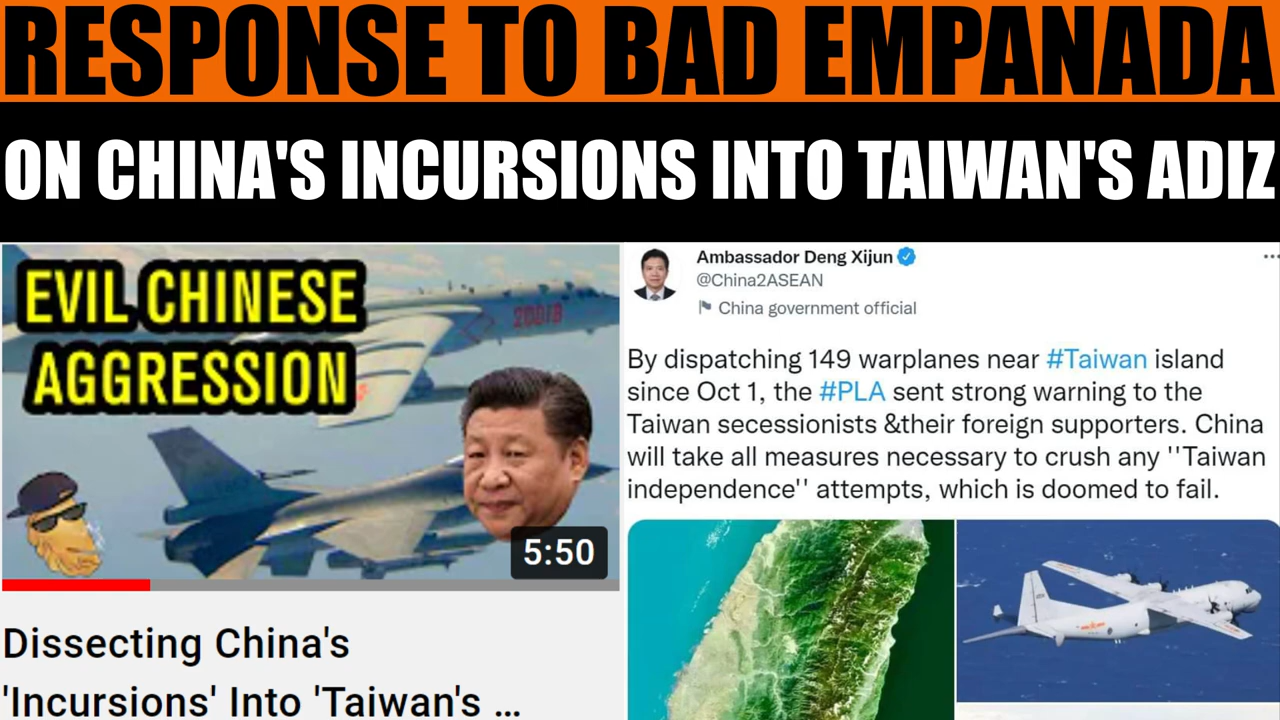 RESPONSE TO BAD EMPANADA
ON CHINA'S INCURSIONS INTO TAIWAN'S ADIZ
EVIL CHINESE
AGGRESSION
5:50
Dissecting China's
'Incursions' Into 'Taiwan's ...
Ambassador Deng Xijun
@China2ASEAN
China government official
By dispatching 149 warplanes near #Taiwan island
since Oct 1, the #PLA sent strong warning to the
Taiwan secessionists &their foreign supporters. China
will take all measures necessary to crush any ''Taiwan
independence'' attempts, which is doomed to fail.